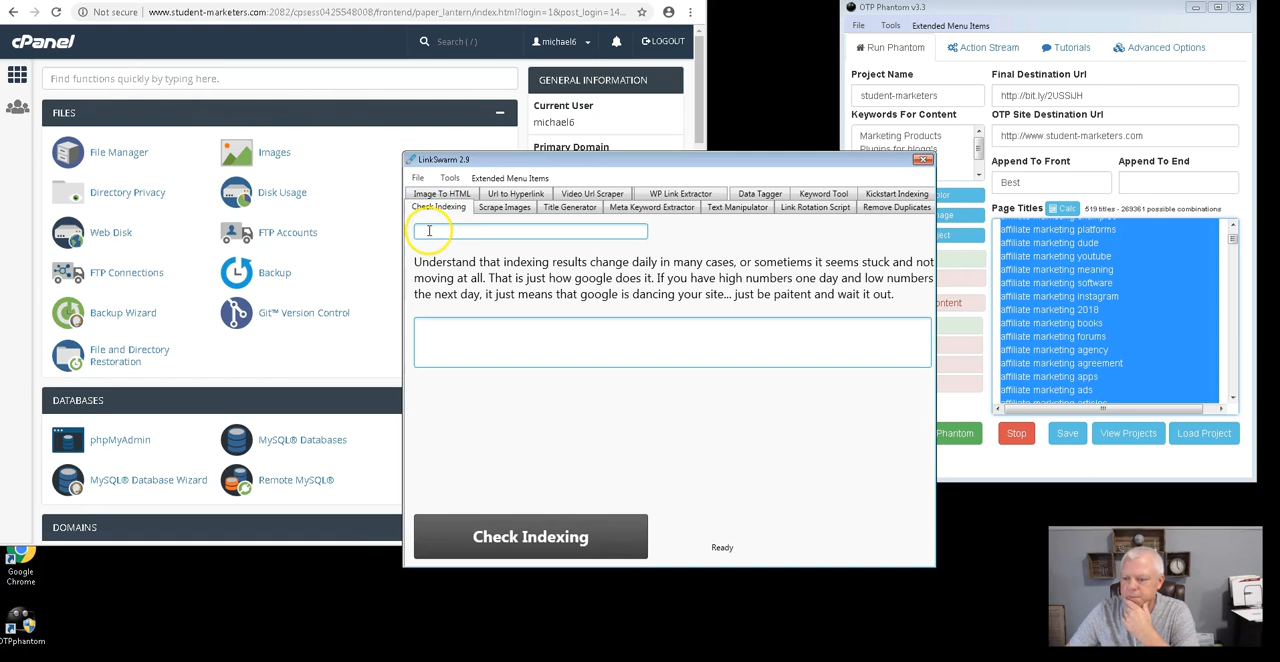 Not secure
www.student-marketers.com:2082/cpsess0425548008/frontend/paper_lantern/index.html?login=1&post_login=14...
cPanel
Search ( / )
michael6
LOGOUT
Find functions quickly by typing here.
GENERAL INFORMATION
Current User
michael6
Primary Domain
FILES
File Manager
Images
Directory Privacy
Disk Usage
Web Disk
FTP Accounts
FTP Connections
Backup
Backup Wizard
Git™ Version Control
File and Directory
Restoration
DATABASES
phpMyAdmin
MySQL® Databases
MySQL® Database Wizard
Remote MySQL®
DOMAINS
Google
Chrome
OTPphantom
LinkSwarm 2.9
File Tools Extended Menu Items
Image To HTML Url to Hyperlink Video Url Scraper WP Link Extractor Data Tagger Keyword Tool Kickstart Indexing
Check Indexing Scrape Images Title Generator Meta Keyword Extractor Text Manipulator Link Rotation Script Remove Duplicates
Understand that indexing results change daily in many cases, or sometiems it seems stuck and not
moving at all. That is just how google does it. If you have high numbers one day and low numbers
the next day, it just means that google is dancing your site... just be paitent and wait it out.
Check Indexing
Ready
OTP Phantom v3.3
File Tools Extended Menu Items
Run Phantom Action Stream Tutorials Advanced Options
Project Name
student-marketers
Final Destination Url
http://bit.ly/2USSiJH
Keywords For Content
Marketing Products
Plugins for blogg's
OTP Site Destination Url
http://www.student-marketers.com
Append To Front
Best
Append To End
Page Titles
Calc
519 titles - 269361 possible combinations
affiliate marketing platforms
affiliate marketing dude
affiliate marketing youtube
affiliate marketing meaning
affiliate marketing software
affiliate marketing instagram
affiliate marketing 2018
affiliate marketing books
affiliate marketing forums
affiliate marketing agency
affiliate marketing agreement
affiliate marketing apps
affiliate marketing ads
Phantom
Stop
Save
View Projects
Load Project